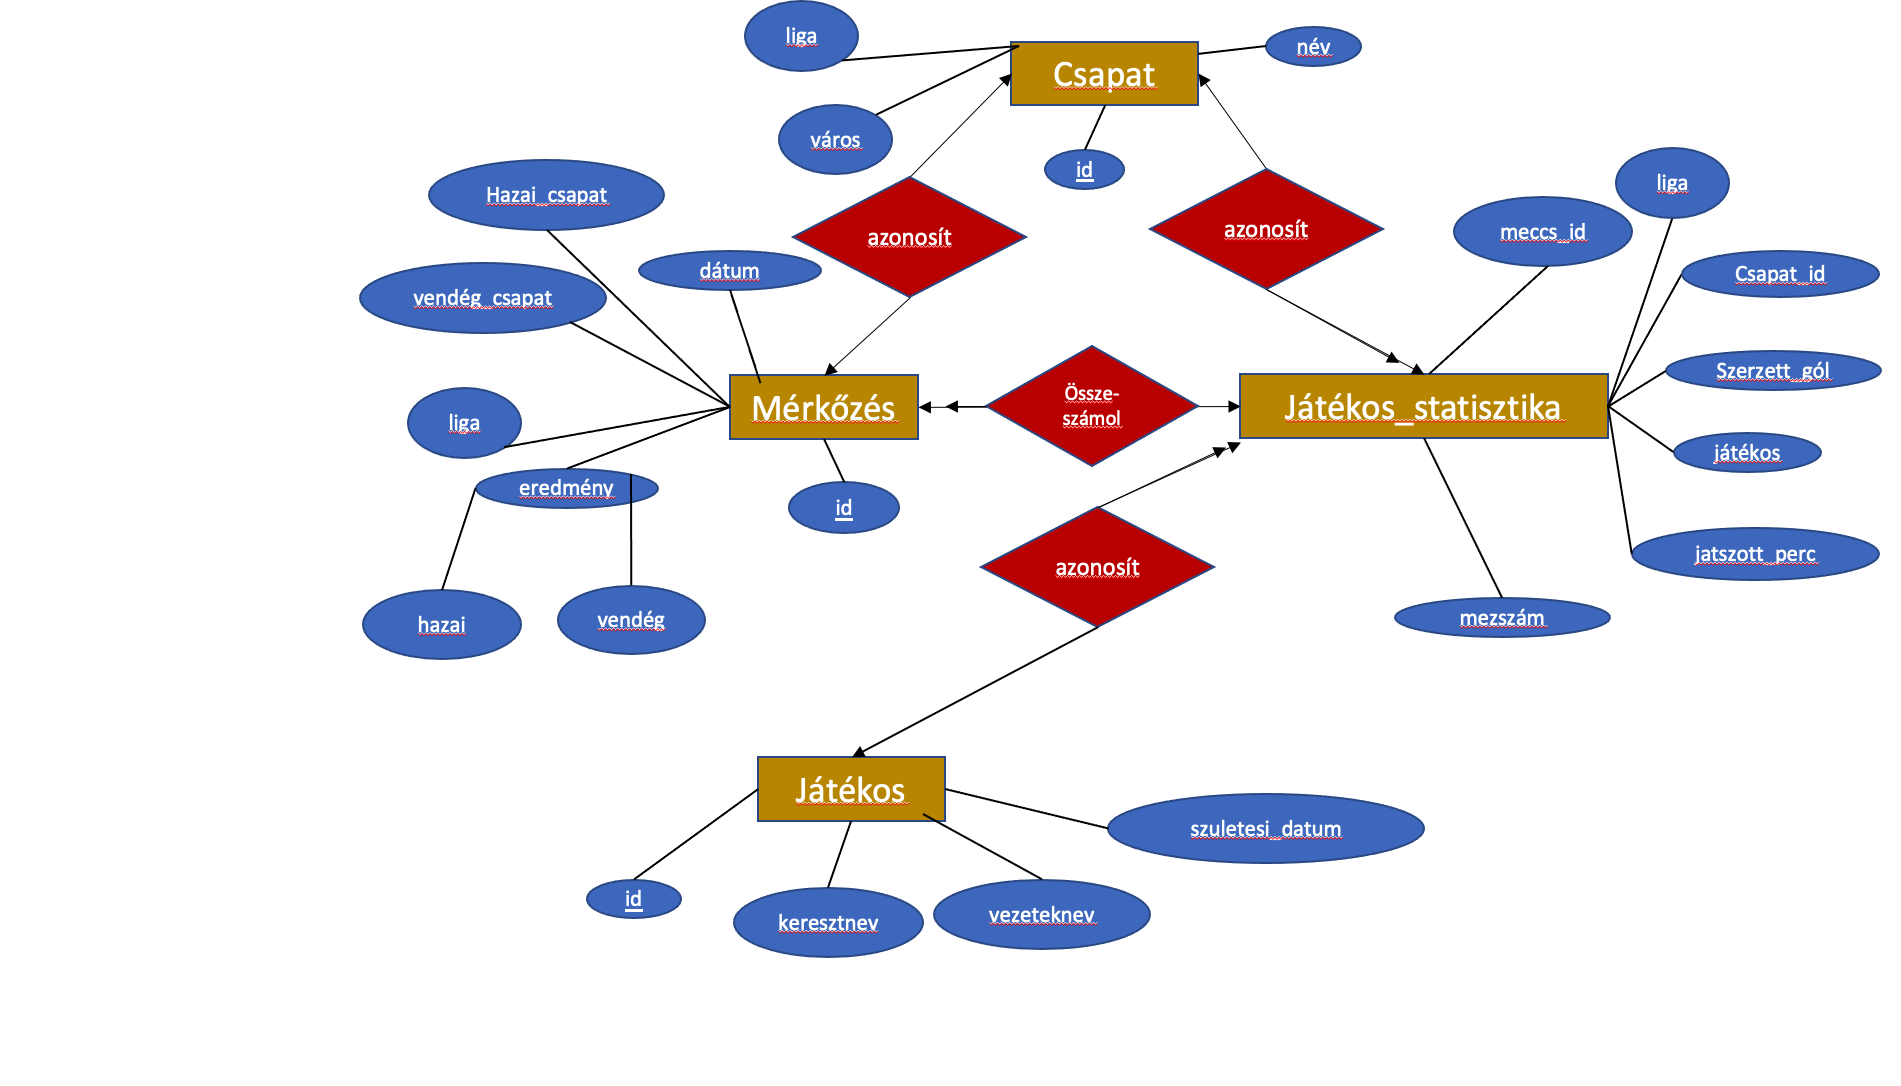 liga
név
Csapat
város
id
Hazai_csapat
liga
azonosít
azonosít
meccs_id
dátum
Csapat_id
vendég_csapat
Szerzett_gól
Össze-
számol
Mérkőzés
Játékos_statisztika
liga
játékos
eredmény
id
jatszott_perc
azonosít
hazai
vendég
mezszám
Játékos
szuletesi_datum
id
keresztnev
vezeteknev